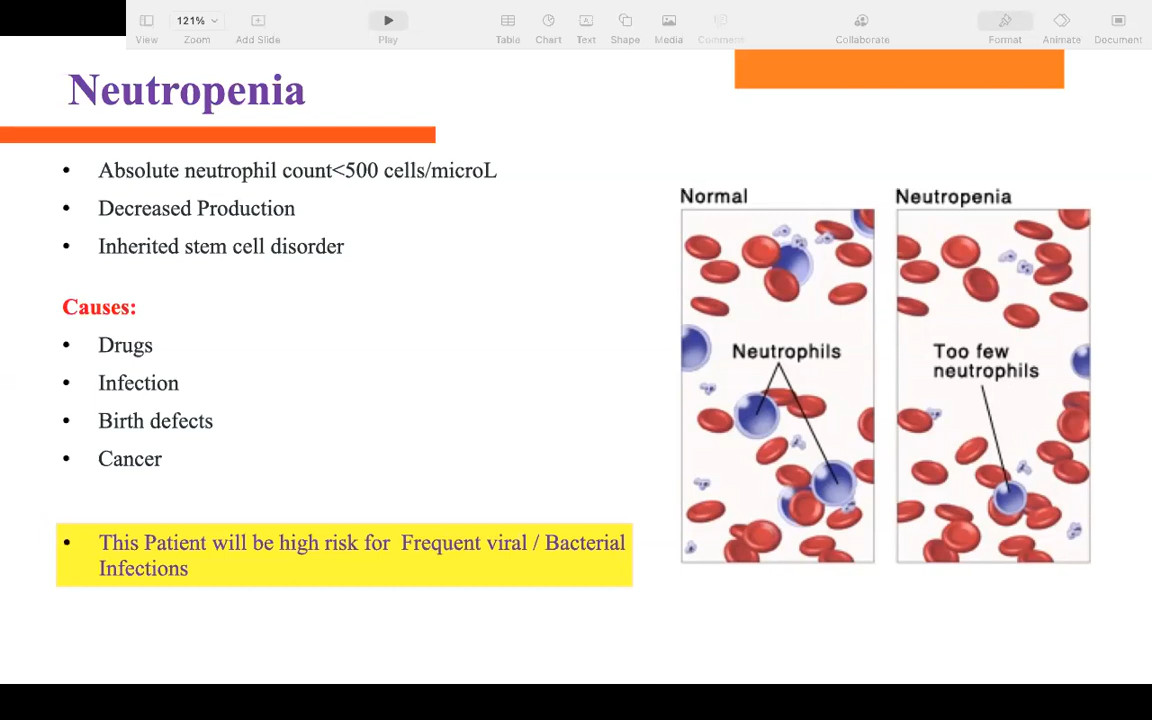 121%
View
Zoom
Add Slide
Play
Table
Chart
Text
Shape
Media
Comment
Collaborate
Format
Animate
Document
Neutropenia
• Absolute neutrophil count<500 cells/microL
• Decreased Production
• Inherited stem cell disorder
Causes:
• Drugs
• Infection
• Birth defects
• Cancer
• This Patient will be high risk for Frequent viral / Bacterial
Infections
Normal
Neutrophils
Neutropenia
Too few
neutrophils